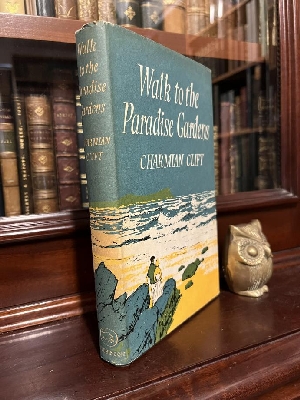 Walk to the
Paradise Gardens
CHARMIAN CLIFT
Walk
to the
Paradise
Gardens
CHARMIAN
CLIFT